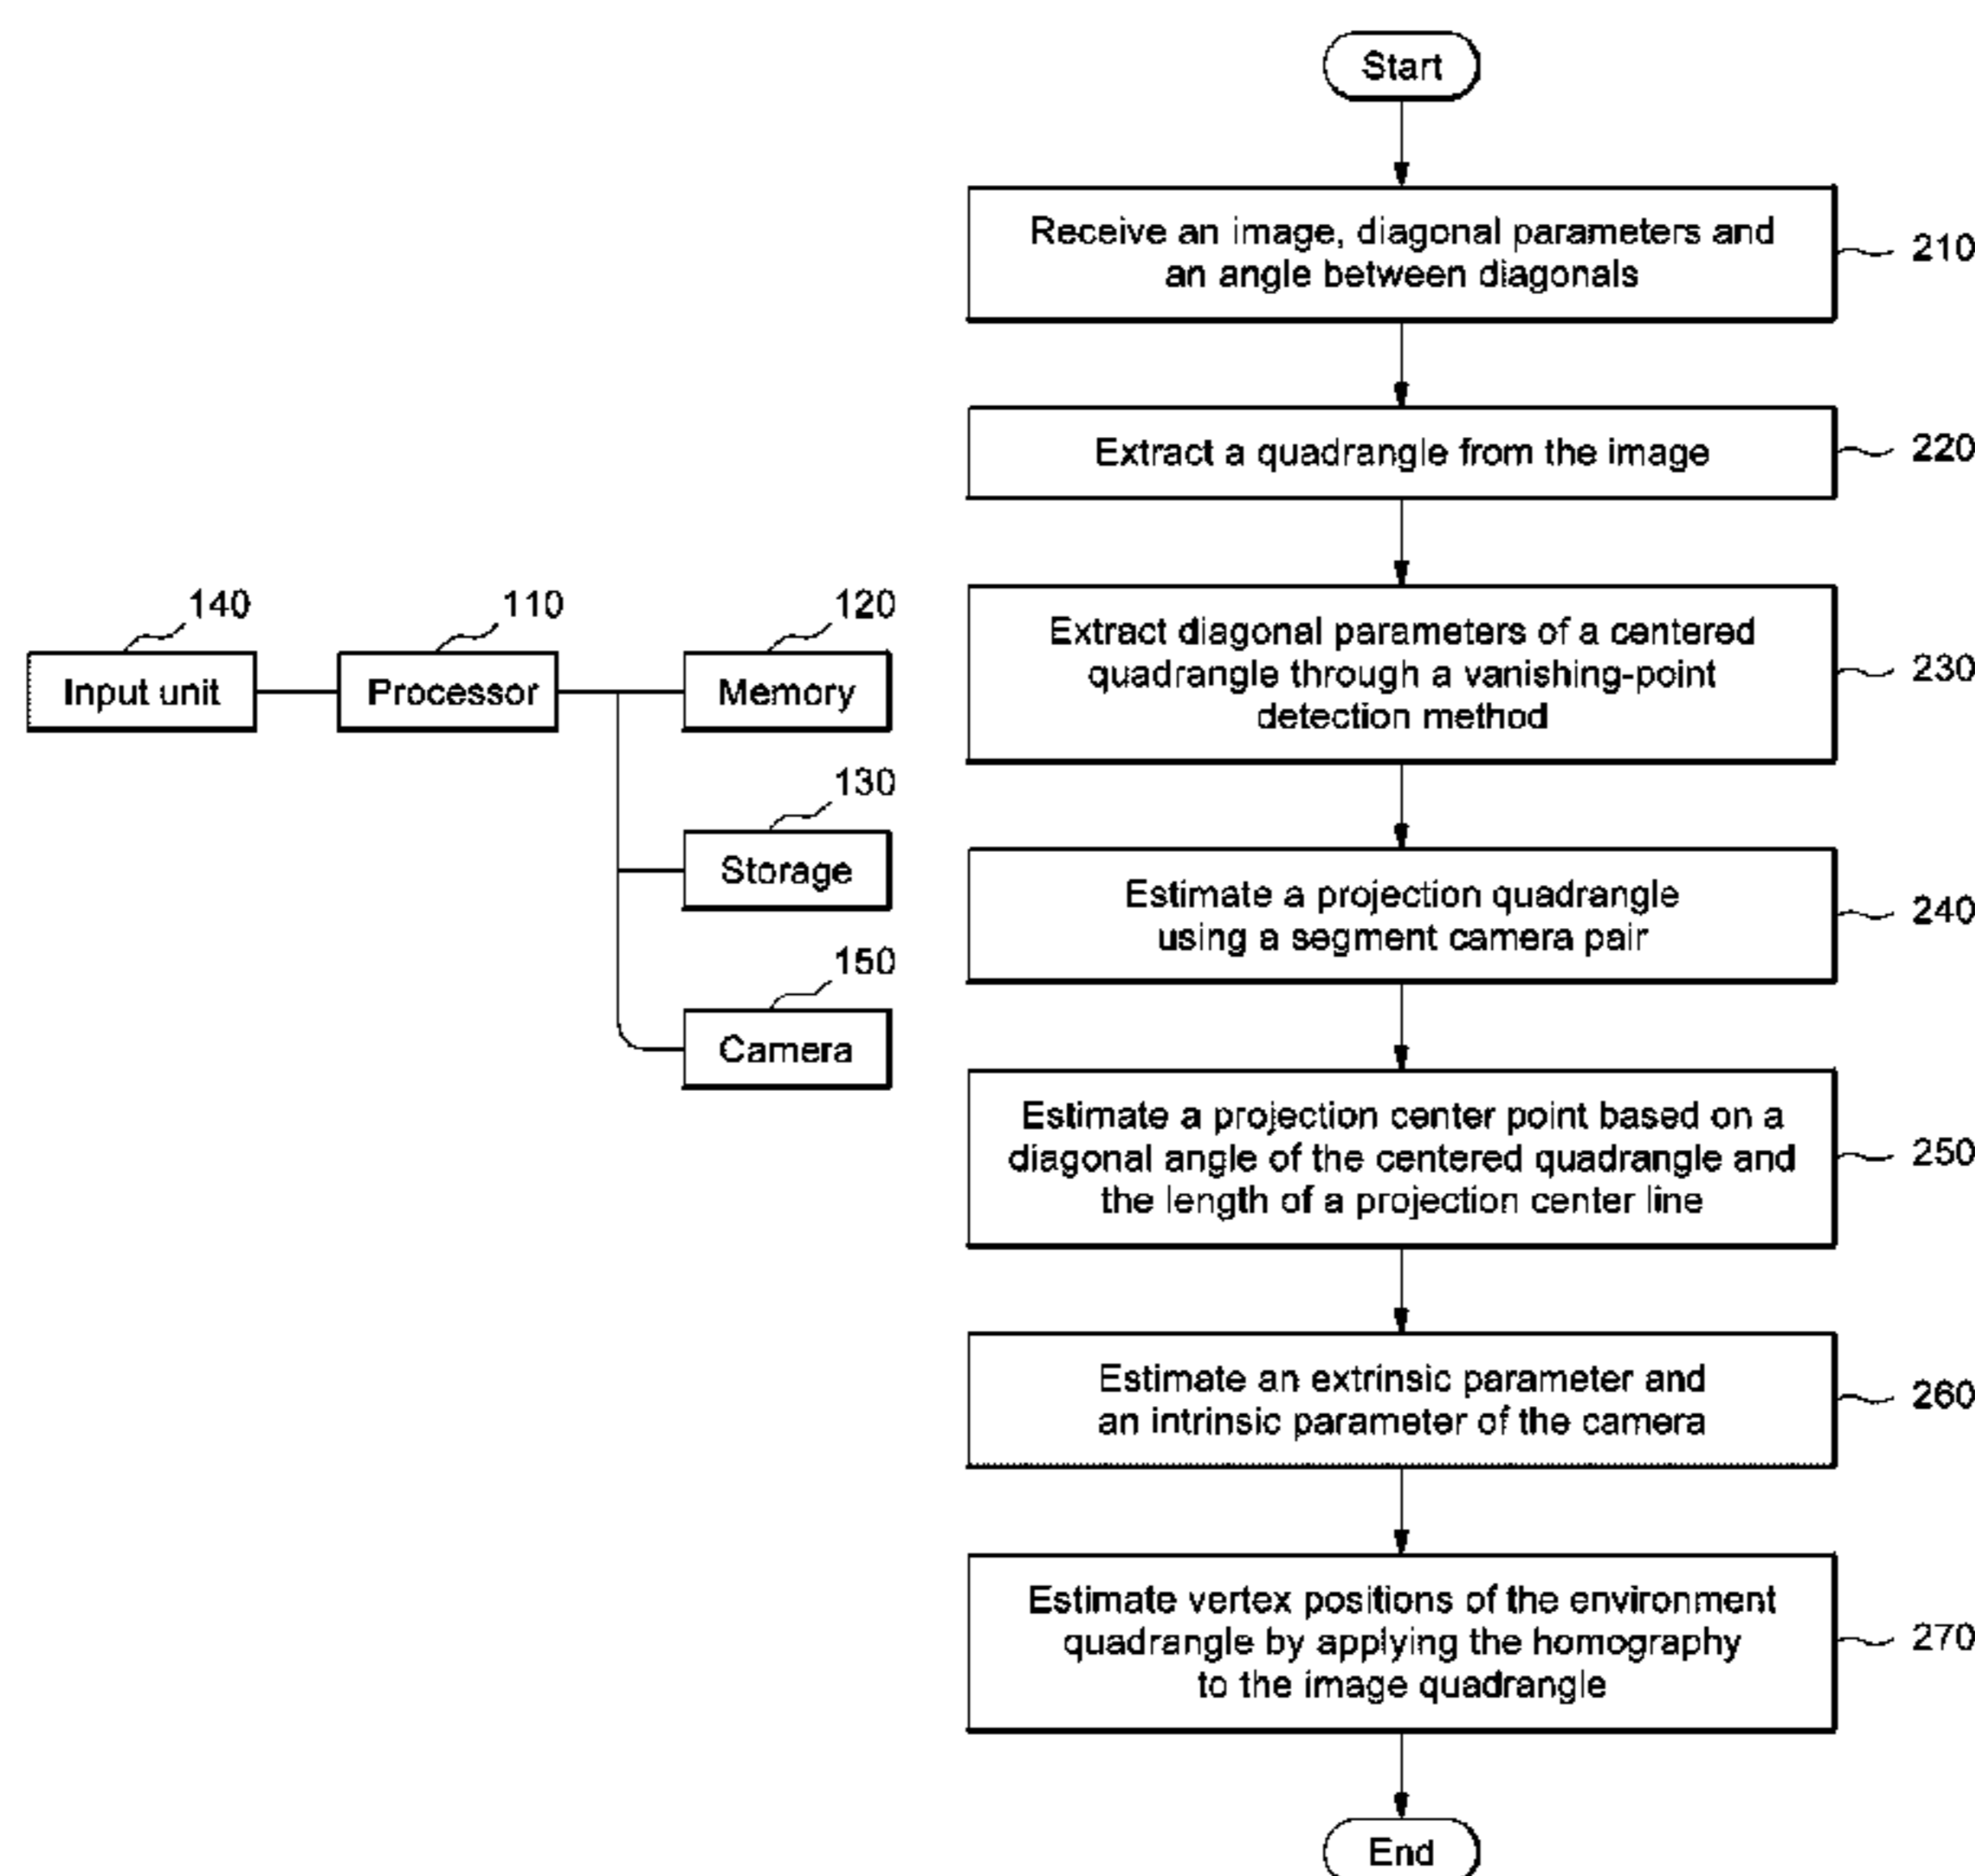 140
110
120
Input unit
Processor
Memory
130
Storage
150
Camera
Start
Receive an image, diagonal parameters and
an angle between diagonals
210
Extract a quadrangle from the image
220
Extract diagonal parameters of a centered
quadrangle through a vanishing-point
detection method
230
Estimate a projection quadrangle
using a segment camera pair
240
Estimate a projection center point based on a
diagonal angle of the centered quadrangle and
the length of a projection center line
250
Estimate an extrinsic parameter and
an intrinsic parameter of the camera
260
Estimate vertex positions of the environment
quadrangle by applying the homography
to the image quadrangle
270
End